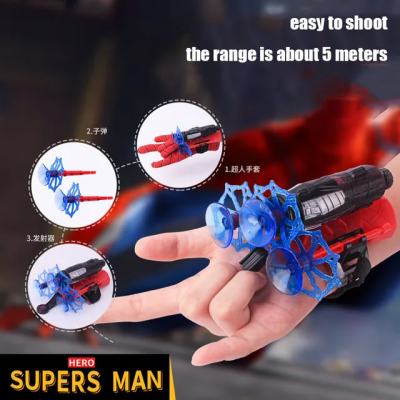 easy to shoot
the range is about 5 meters
2.子弹
1.超人手套
3.发射器
HERO
SUPERS MAN